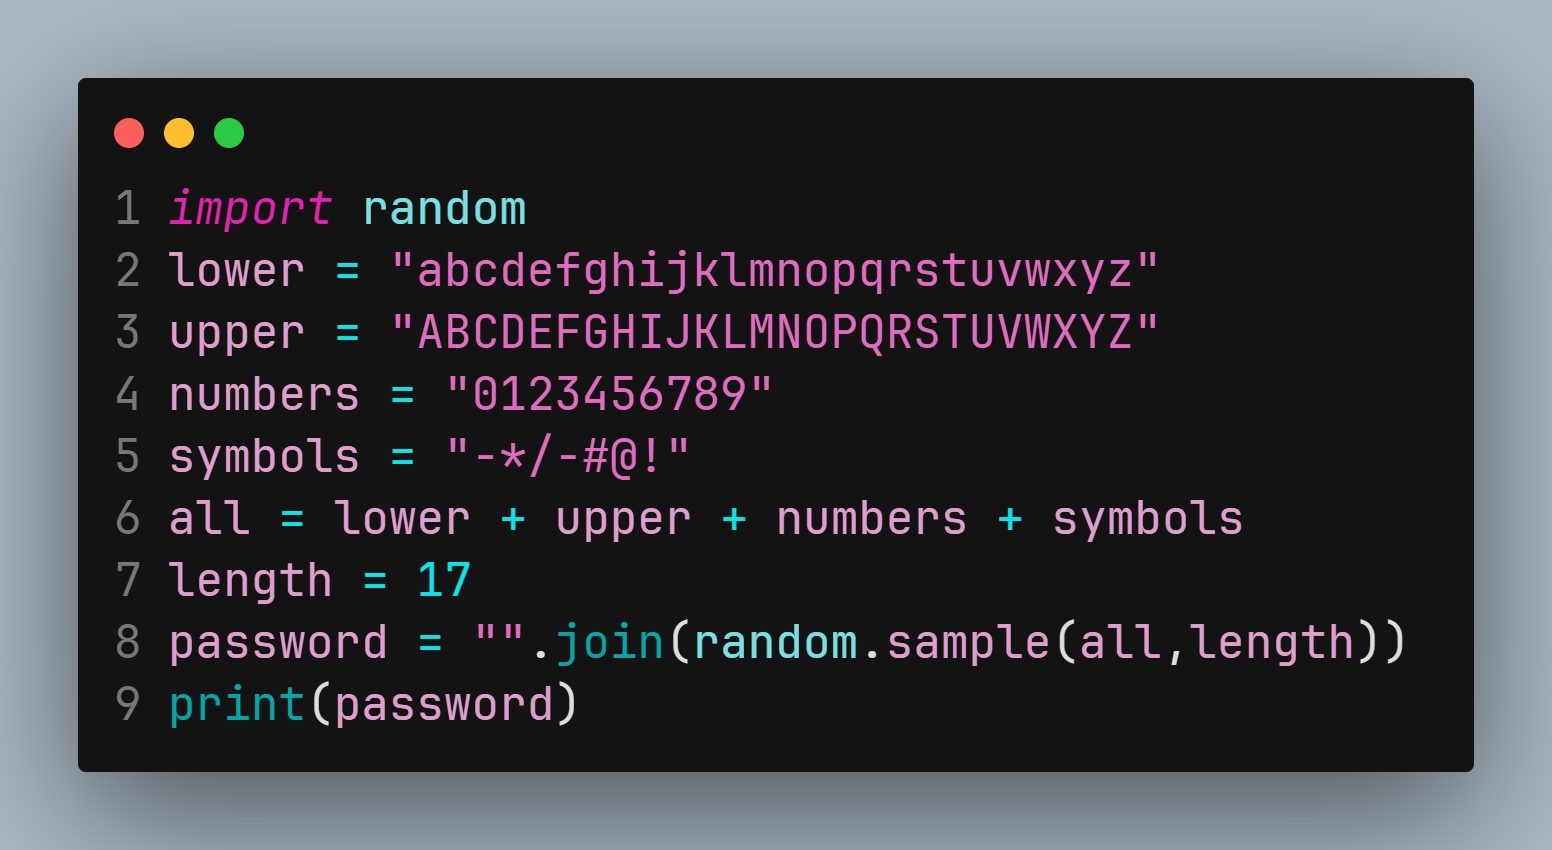 1 import random
2 lower = "abcdefghijklmnopqrstuvwxyz"
3 upper = "ABCDEFGHIJKLMNOPQRSTUVWXYZ"
4 numbers = "0123456789"
5 symbols = "-*/-#@!"
6 all = lower + upper + numbers + symbols
7 length = 17
8 password = "".join(random.sample(all,length))
9 print(password)